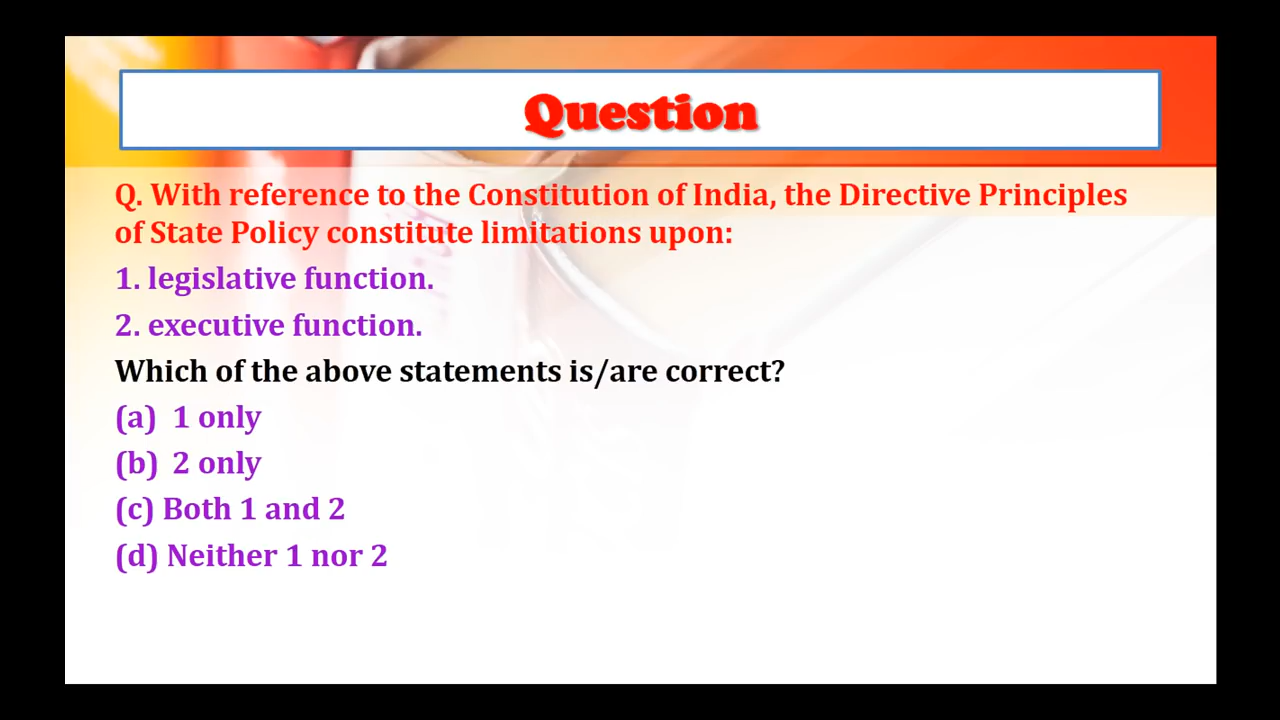 Question
Q. With reference to the Constitution of India, the Directive Principles
of State Policy constitute limitations upon:
1. legislative function.
2. executive function.
Which of the above statements is/are correct?
(a) 1 only
(b) 2 only
(c) Both 1 and 2
(d) Neither 1 nor 2